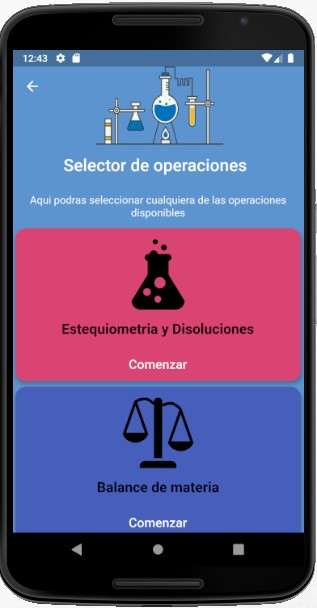 12:43
Selector de operaciones
Aqui podras seleccionar cualquiera de las operaciones
disponibles
Estequiometria y Disoluciones
Comenzar
Balance de materia
Comenzar